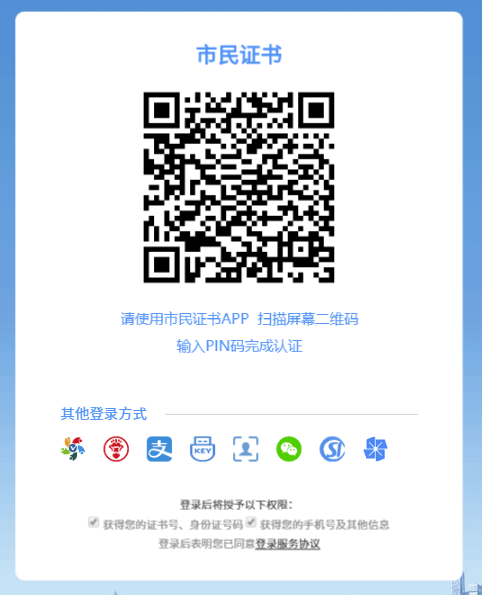 市民证书
请使用市民证书APP 扫描屏幕二维码
输入PIN码完成认证
其他登录方式
支 KEY SI
登录后将授予以下权限：
获得您的证书号、身份证号码 获得您的手机号及其他信息
登录后表明您已同意登录服务协议